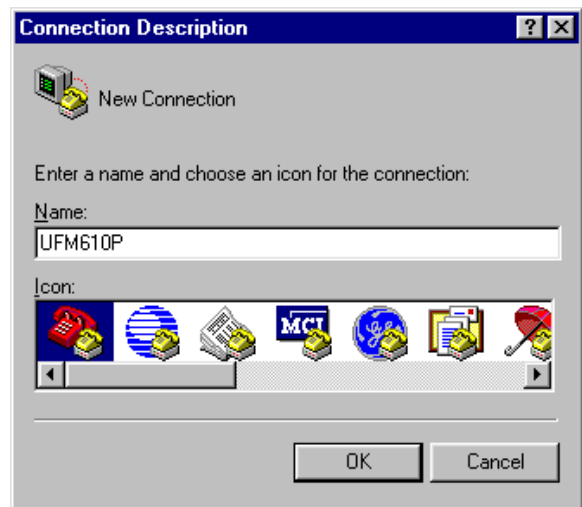 Connection Description
New Connection
Enter a name and choose an icon for the connection:
Name:
UFM610P
Icon:
MCI
OK
Cancel